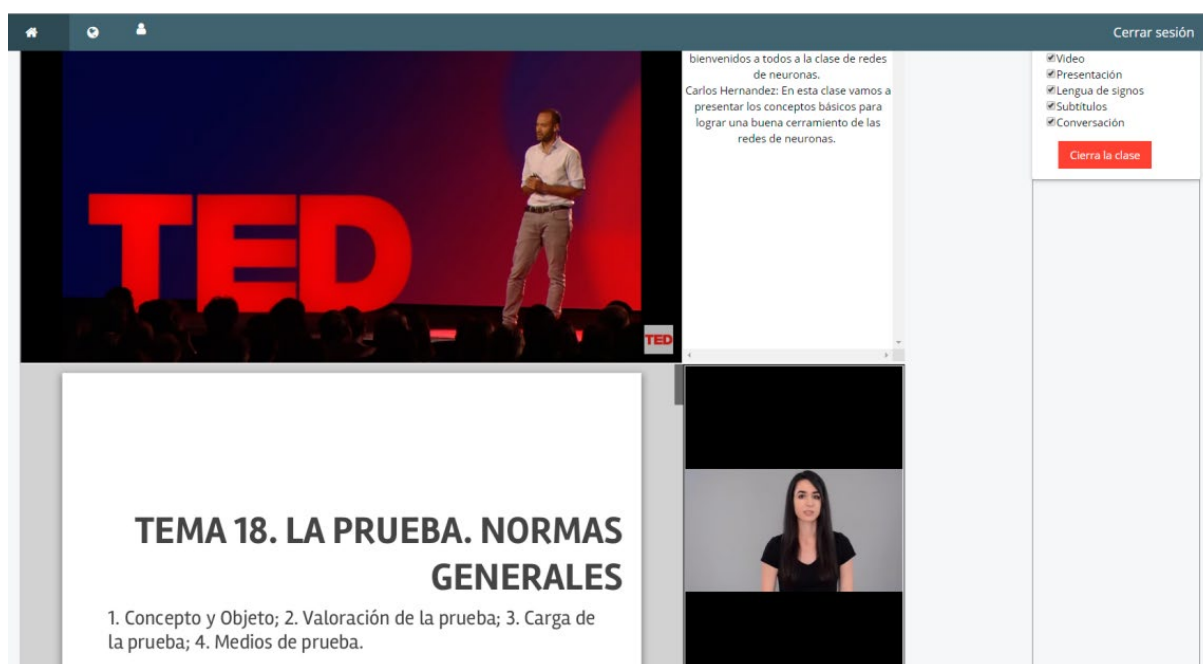 Cerrar sesión
TED
TED
bienvenidos a todos a la clase de redes
de neuronas.
Carlos Hernandez: En esta clase vamos a
presentar los conceptos básicos para
lograr una buena cerramiento de las
redes de neuronas.
Video
Presentación
Lengua de signos
Subtítulos
Conversación
Cierra la clase
TEMA 18. LA PRUEBA. NORMAS
GENERALES
1. Concepto y Objeto; 2. Valoración de la prueba; 3. Carga de
la prueba; 4. Medios de prueba.